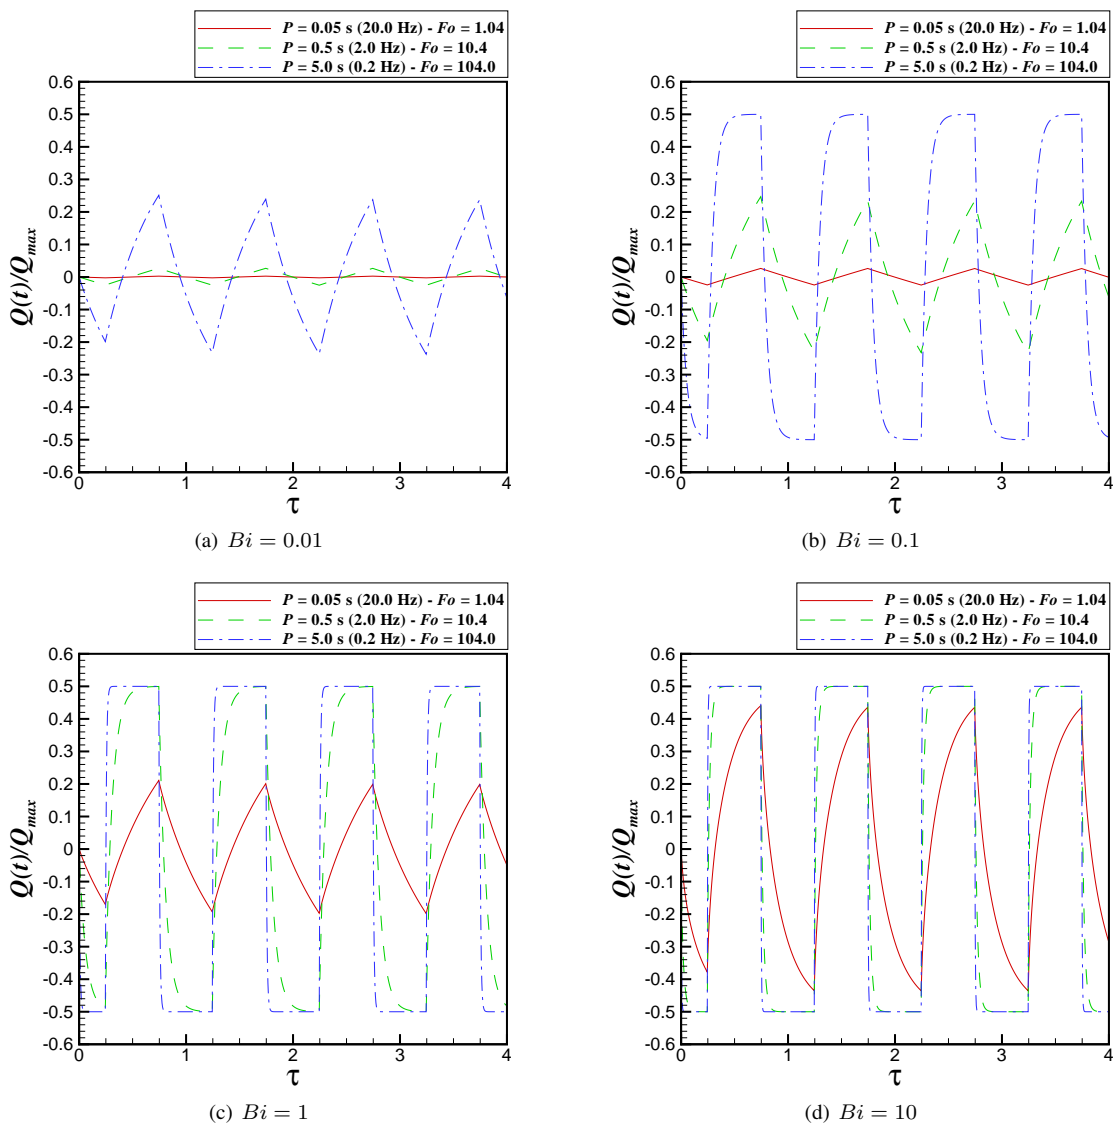 P = 0.05 s (20.0 Hz) - Fo = 1.04
P = 0.5 s (2.0 Hz) - Fo = 10.4
P = 5.0 s (0.2 Hz) - Fo = 104.0
0.6
0.5
0.4
0.3
0.2
0.1
0
-0.1
-0.2
-0.3
-0.4
-0.5
-0.6
Q(t)/Qmax
0 1 2 3 4
τ
(a) Bi = 0.01
P = 0.05 s (20.0 Hz) - Fo = 1.04
P = 0.5 s (2.0 Hz) - Fo = 10.4
P = 5.0 s (0.2 Hz) - Fo = 104.0
0.6
0.5
0.4
0.3
0.2
0.1
0
-0.1
-0.2
-0.3
-0.4
-0.5
-0.6
Q(t)/Qmax
0 1 2 3 4
τ
(b) Bi = 0.1
P = 0.05 s (20.0 Hz) - Fo = 1.04
P = 0.5 s (2.0 Hz) - Fo = 10.4
P = 5.0 s (0.2 Hz) - Fo = 104.0
0.6
0.5
0.4
0.3
0.2
0.1
0
-0.1
-0.2
-0.3
-0.4
-0.5
-0.6
Q(t)/Qmax
0 1 2 3 4
τ
(c) Bi = 1
P = 0.05 s (20.0 Hz) - Fo = 1.04
P = 0.5 s (2.0 Hz) - Fo = 10.4
P = 5.0 s (0.2 Hz) - Fo = 104.0
0.6
0.5
0.4
0.3
0.2
0.1
0
-0.1
-0.2
-0.3
-0.4
-0.5
-0.6
Q(t)/Qmax
0 1 2 3 4
τ
(d) Bi = 10